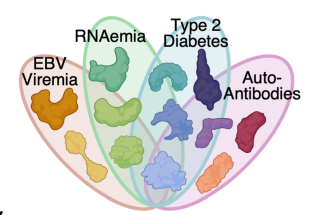 RNAemia
Type 2
Diabetes
EBV
Viremia
Auto-
Antibodies